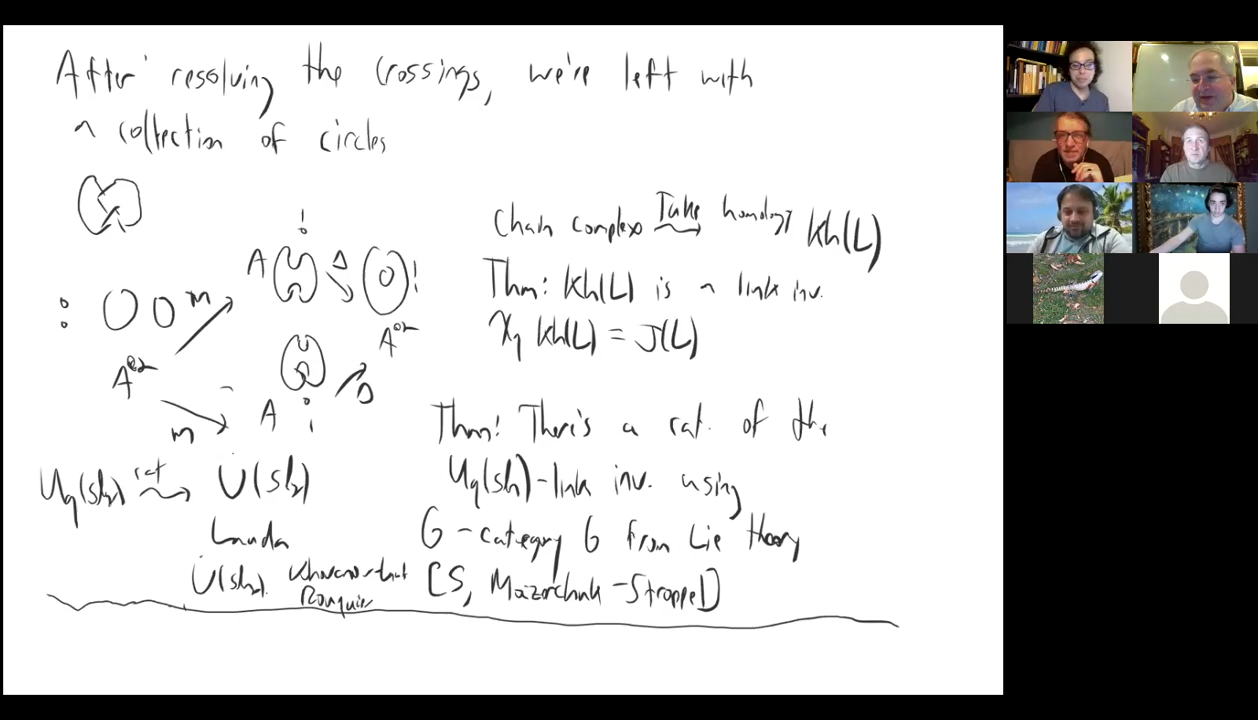 After resolving the crossings, we're left with
a collection of circles
Chain complex Take homology Kh(L)
Thm: Kh(L) is a link inv.
χq Kh(L) = J(L)
A
Δ
m
A⊗2
A⊗2
A
Δ
m
Thm: There's a cat. of the
Uq(sl2) cat U(sl2)
Uq(sln)-link inv. using
Lauda
G-category O from Lie theory
U(sln) Khovanov-Lauda
Rouquier
[S, Mazorchuk-Stroppel]